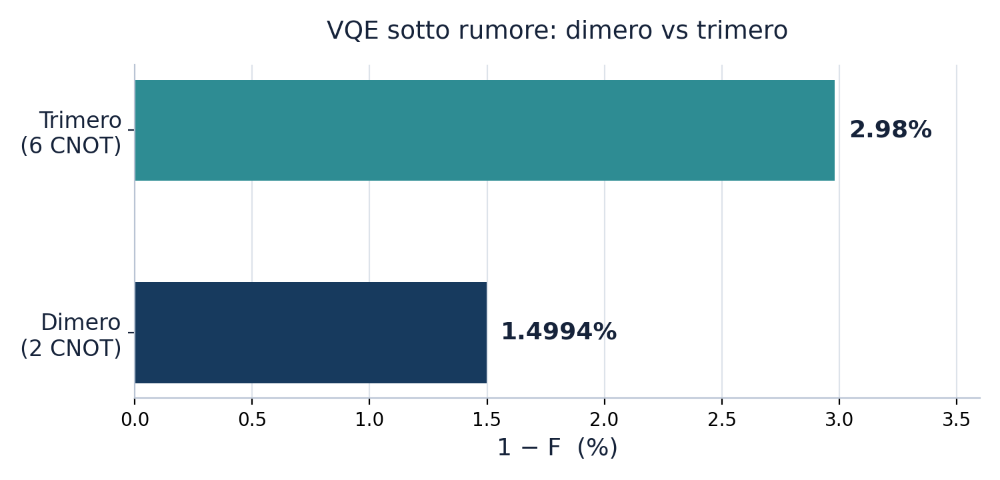 VQE sotto rumore: dimero vs trimero
Trimero
(6 CNOT)
2.98%
Dimero
(2 CNOT)
1.4994%
0.0 0.5 1.0 1.5 2.0 2.5 3.0 3.5
1 − F (%)